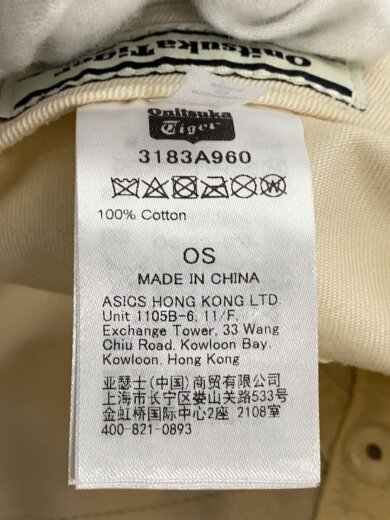 Onitsuka Tiger
Onitsuka
Tiger
3183A960
W
100% Cotton
OS
MADE IN CHINA
ASICS HONG KONG LTD.
Unit 1105B-6, 11/F,
Exchange Tower, 33 Wang
Chiu Road, Kowloon Bay,
Kowloon, Hong Kong
亚瑟士(中国)商贸有限公司
上海市长宁区娄山关路533号
金虹桥国际中心2座 2108室
400-821-0893